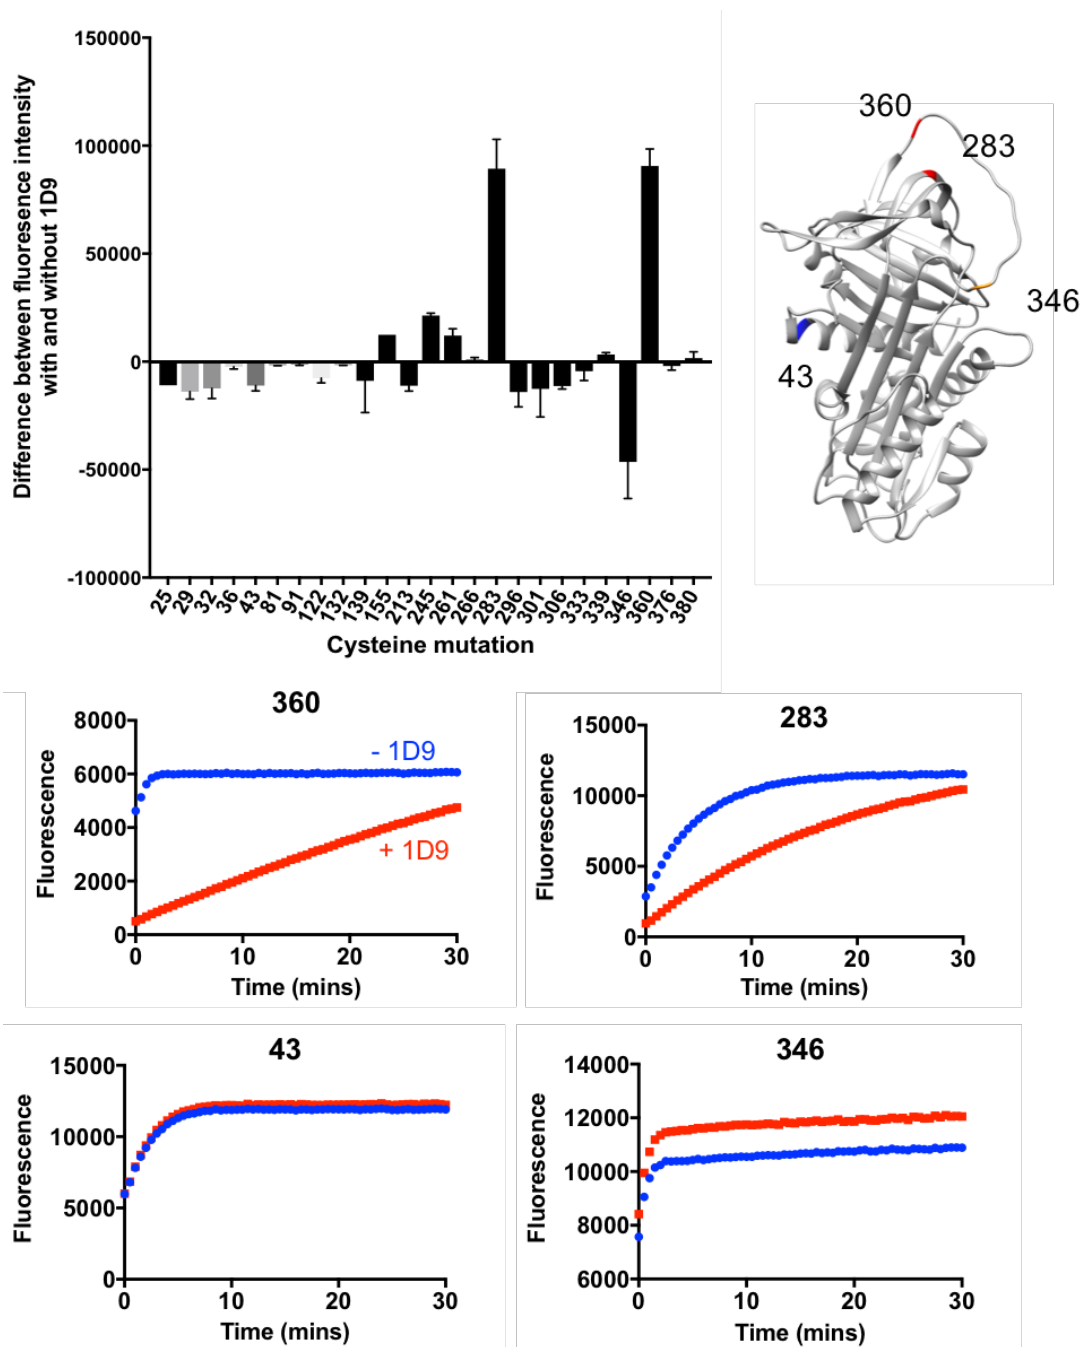 Difference between fluoresence intensity
with and without 1D9
150000
100000
50000
0
-50000
-100000
25 29 32 36 43 81 91 122 132 139 155 213 245 261 266 283 296 301 306 333 339 346 360 376 380
Cysteine mutation
360
283
346
43
360
8000
6000
4000
2000
0
Fluorescence
- 1D9
+ 1D9
0 10 20 30
Time (mins)
283
15000
10000
5000
0
Fluorescence
0 10 20 30
Time (mins)
43
15000
10000
5000
0
Fluorescence
0 10 20 30
Time (mins)
346
14000
12000
10000
8000
6000
Fluorescence
0 10 20 30
Time (mins)